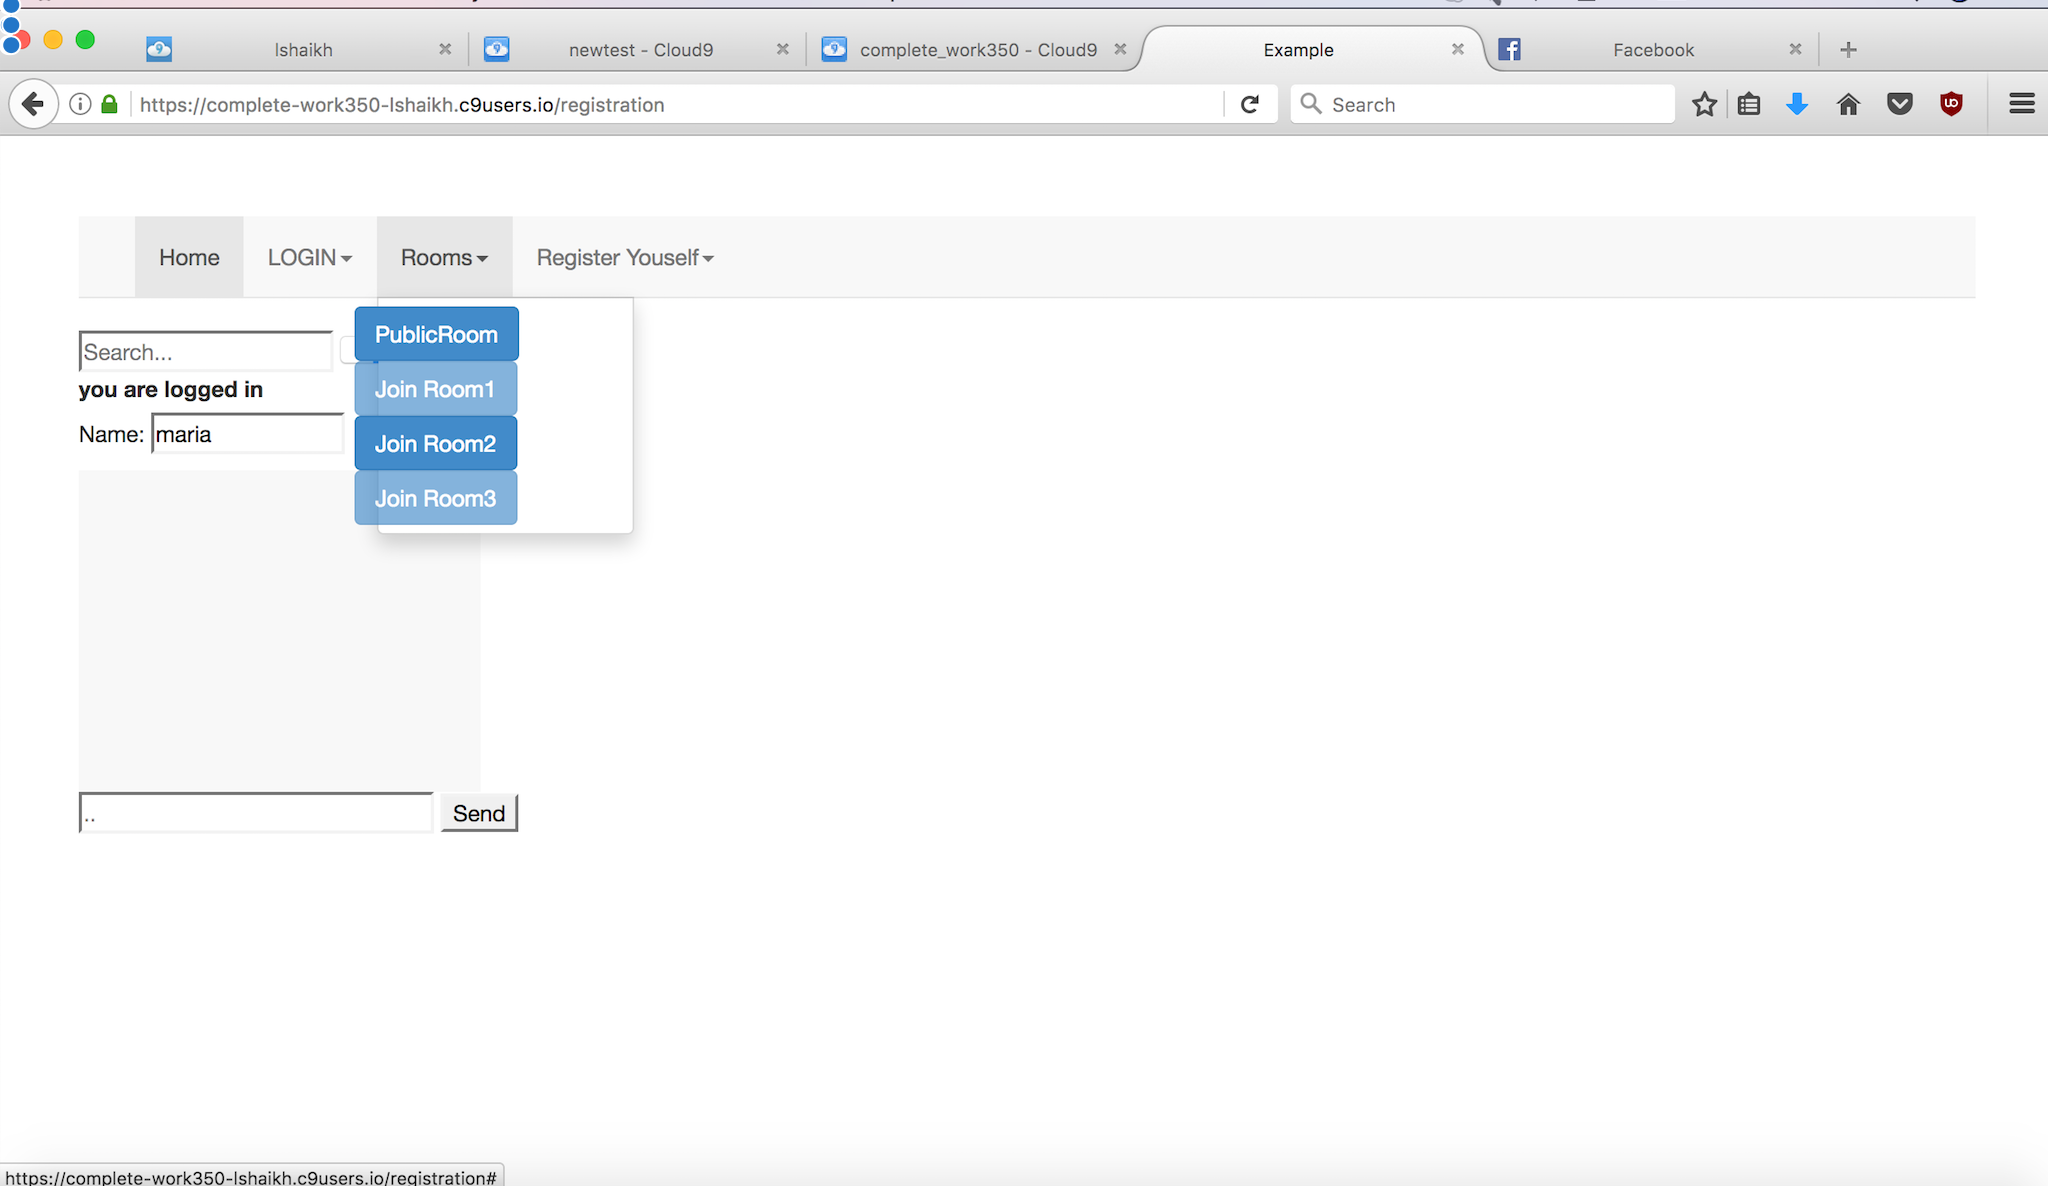 lshaikh
newtest - Cloud9
complete_work350 - Cloud9
Example
Facebook
https://complete-work350-lshaikh.c9users.io/registration
Search
Home
LOGIN
Rooms
Register Youself
PublicRoom
Search...
Join Room1
you are logged in
Name: maria
Join Room2
Join Room3
..
Send
https://complete-work350-lshaikh.c9users.io/registration#